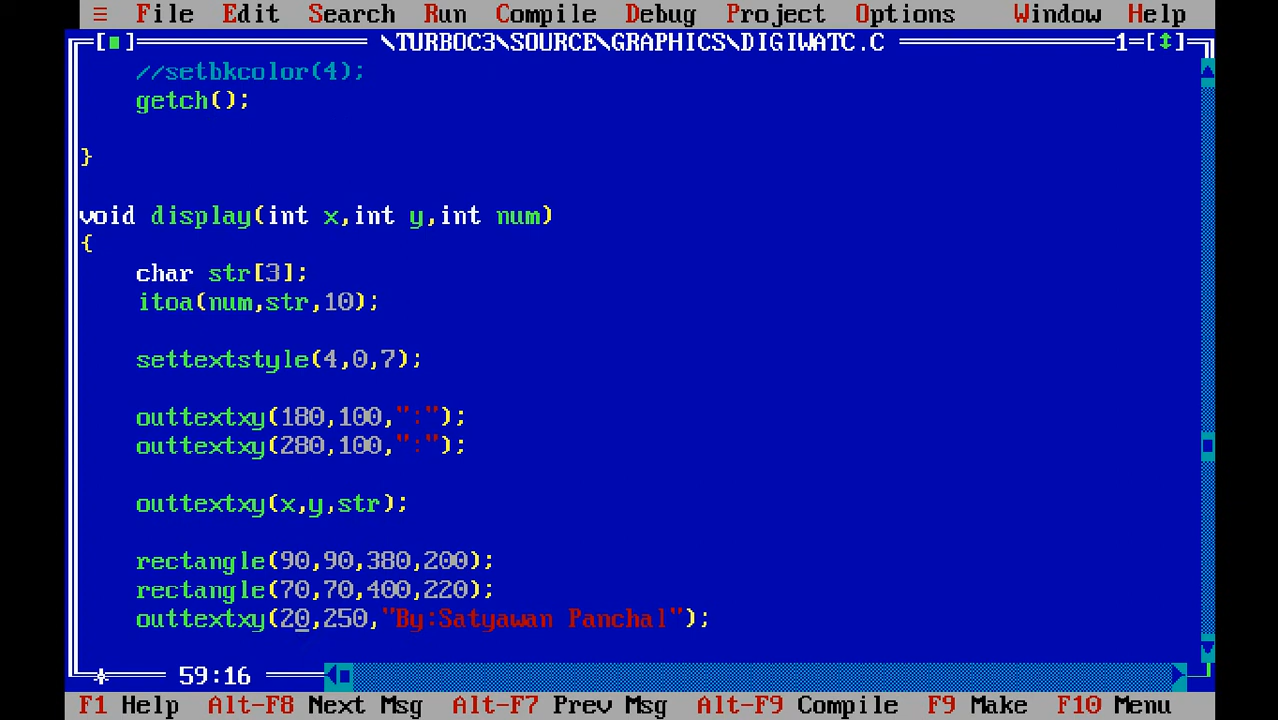 ≡ File Edit Search Run Compile Debug Project Options Window Help
[■] \TURBOC3\SOURCE\GRAPHICS\DIGIWATC.C 1=[↕]
//setbkcolor(4);
getch();
}
void display(int x,int y,int num)
{
char str[3];
itoa(num,str,10);
settextstyle(4,0,7);
outtextxy(180,100,":");
outtextxy(280,100,":");
outtextxy(x,y,str);
rectangle(90,90,380,200);
rectangle(70,70,400,220);
outtextxy(20,250,"By:Satyawan Panchal");
* 59:16
F1 Help Alt-F8 Next Msg Alt-F7 Prev Msg Alt-F9 Compile F9 Make F10 Menu